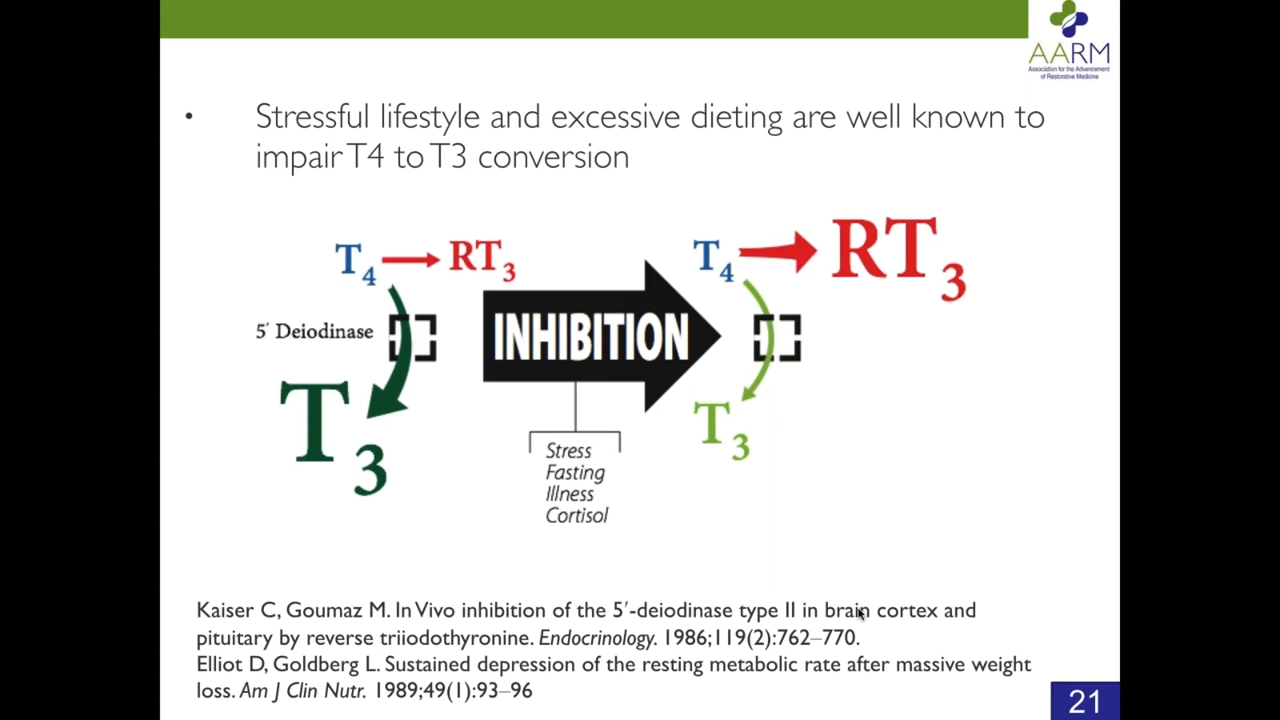 AARM
Association for the Advancement
of Restorative Medicine
• Stressful lifestyle and excessive dieting are well known to
impair T4 to T3 conversion
T4 → RT3
T4 → RT3
5′ Deiodinase
INHIBITION
T3
T3
Stress
Fasting
Illness
Cortisol
Kaiser C, Goumaz M. In Vivo inhibition of the 5′-deiodinase type II in brain cortex and
pituitary by reverse triiodothyronine. Endocrinology. 1986;119(2):762–770.
Elliot D, Goldberg L. Sustained depression of the resting metabolic rate after massive weight
loss. Am J Clin Nutr. 1989;49(1):93–96
21